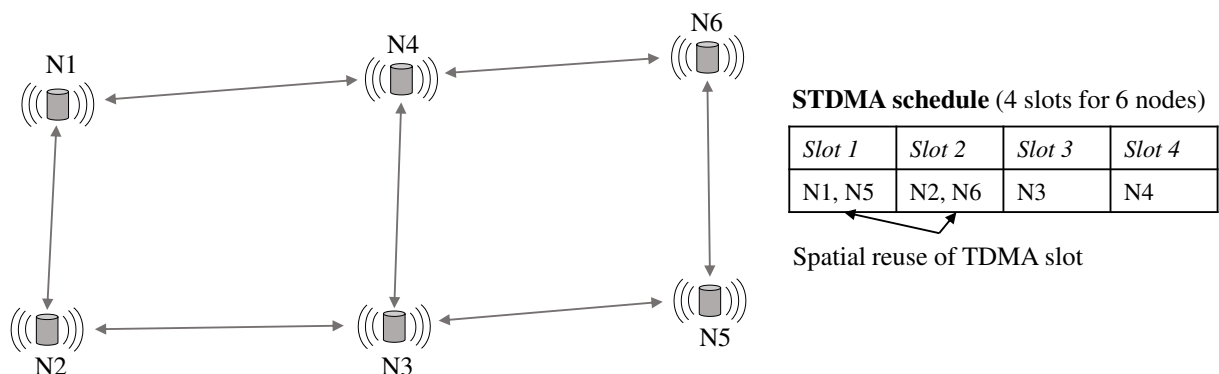 N6
N4
N1
STDMA schedule (4 slots for 6 nodes)
Slot 1 Slot 2 Slot 3 Slot 4
N1, N5 N2, N6 N3 N4
Spatial reuse of TDMA slot
N5
N2
N3